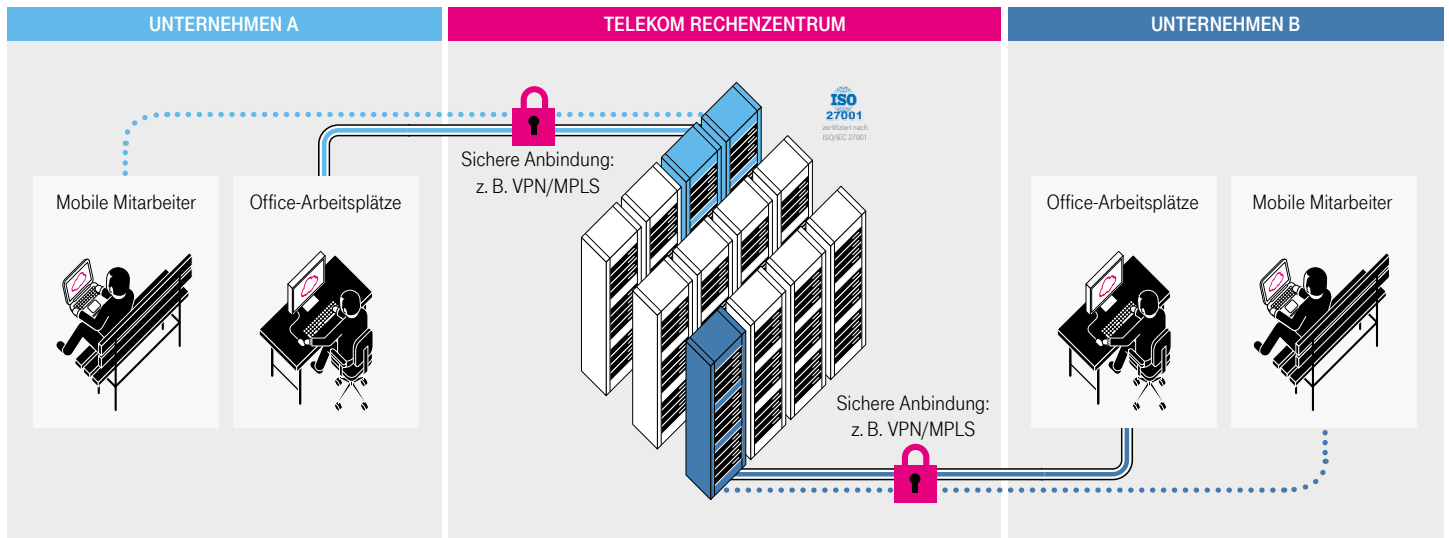 UNTERNEHMEN A
TELEKOM RECHENZENTRUM
UNTERNEHMEN B
ISO
27001
zertifiziert nach
ISO/IEC 27001
Sichere Anbindung:
z. B. VPN/MPLS
Mobile Mitarbeiter
Office-Arbeitsplätze
Office-Arbeitsplätze
Mobile Mitarbeiter
Sichere Anbindung:
z. B. VPN/MPLS